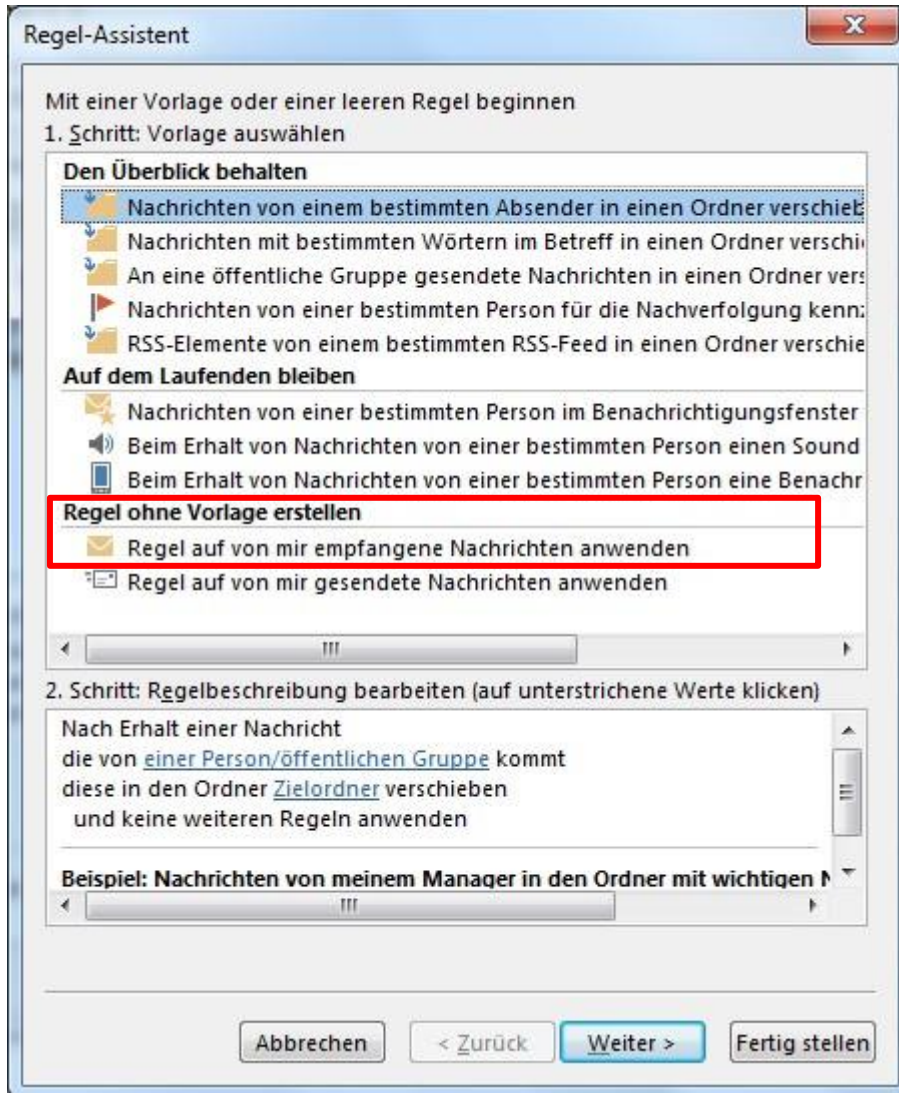 Regel-Assistent
Mit einer Vorlage oder einer leeren Regel beginnen
1. Schritt: Vorlage auswählen
Den Überblick behalten
Nachrichten von einem bestimmten Absender in einen Ordner verschieb
Nachrichten mit bestimmten Wörtern im Betreff in einen Ordner verschi
An eine öffentliche Gruppe gesendete Nachrichten in einen Ordner vers
Nachrichten von einer bestimmten Person für die Nachverfolgung kennz
RSS-Elemente von einem bestimmten RSS-Feed in einen Ordner verschie
Auf dem Laufenden bleiben
Nachrichten von einer bestimmten Person im Benachrichtigungsfenster
Beim Erhalt von Nachrichten von einer bestimmten Person einen Sound
Beim Erhalt von Nachrichten von einer bestimmten Person eine Benachr
Regel ohne Vorlage erstellen
Regel auf von mir empfangene Nachrichten anwenden
Regel auf von mir gesendete Nachrichten anwenden
2. Schritt: Regelbeschreibung bearbeiten (auf unterstrichene Werte klicken)
Nach Erhalt einer Nachricht
die von einer Person/öffentlichen Gruppe kommt
diese in den Ordner Zielordner verschieben
und keine weiteren Regeln anwenden
Beispiel: Nachrichten von meinem Manager in den Ordner mit wichtigen N
Abbrechen < Zurück Weiter > Fertig stellen